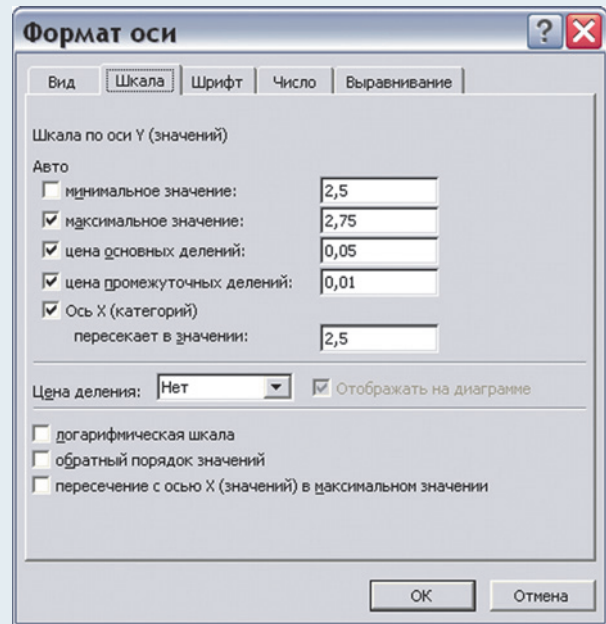 Формат оси
Вид Шкала Шрифт Число Выравнивание
Шкала по оси Y (значений)
Авто
минимальное значение: 2,5
максимальное значение: 2,75
цена основных делений: 0,05
цена промежуточных делений: 0,01
Ось X (категорий)
пересекает в значении: 2,5
Цена деления: Нет Отображать на диаграмме
логарифмическая шкала
обратный порядок значений
пересечение с осью X (значений) в максимальном значении
ОК Отмена